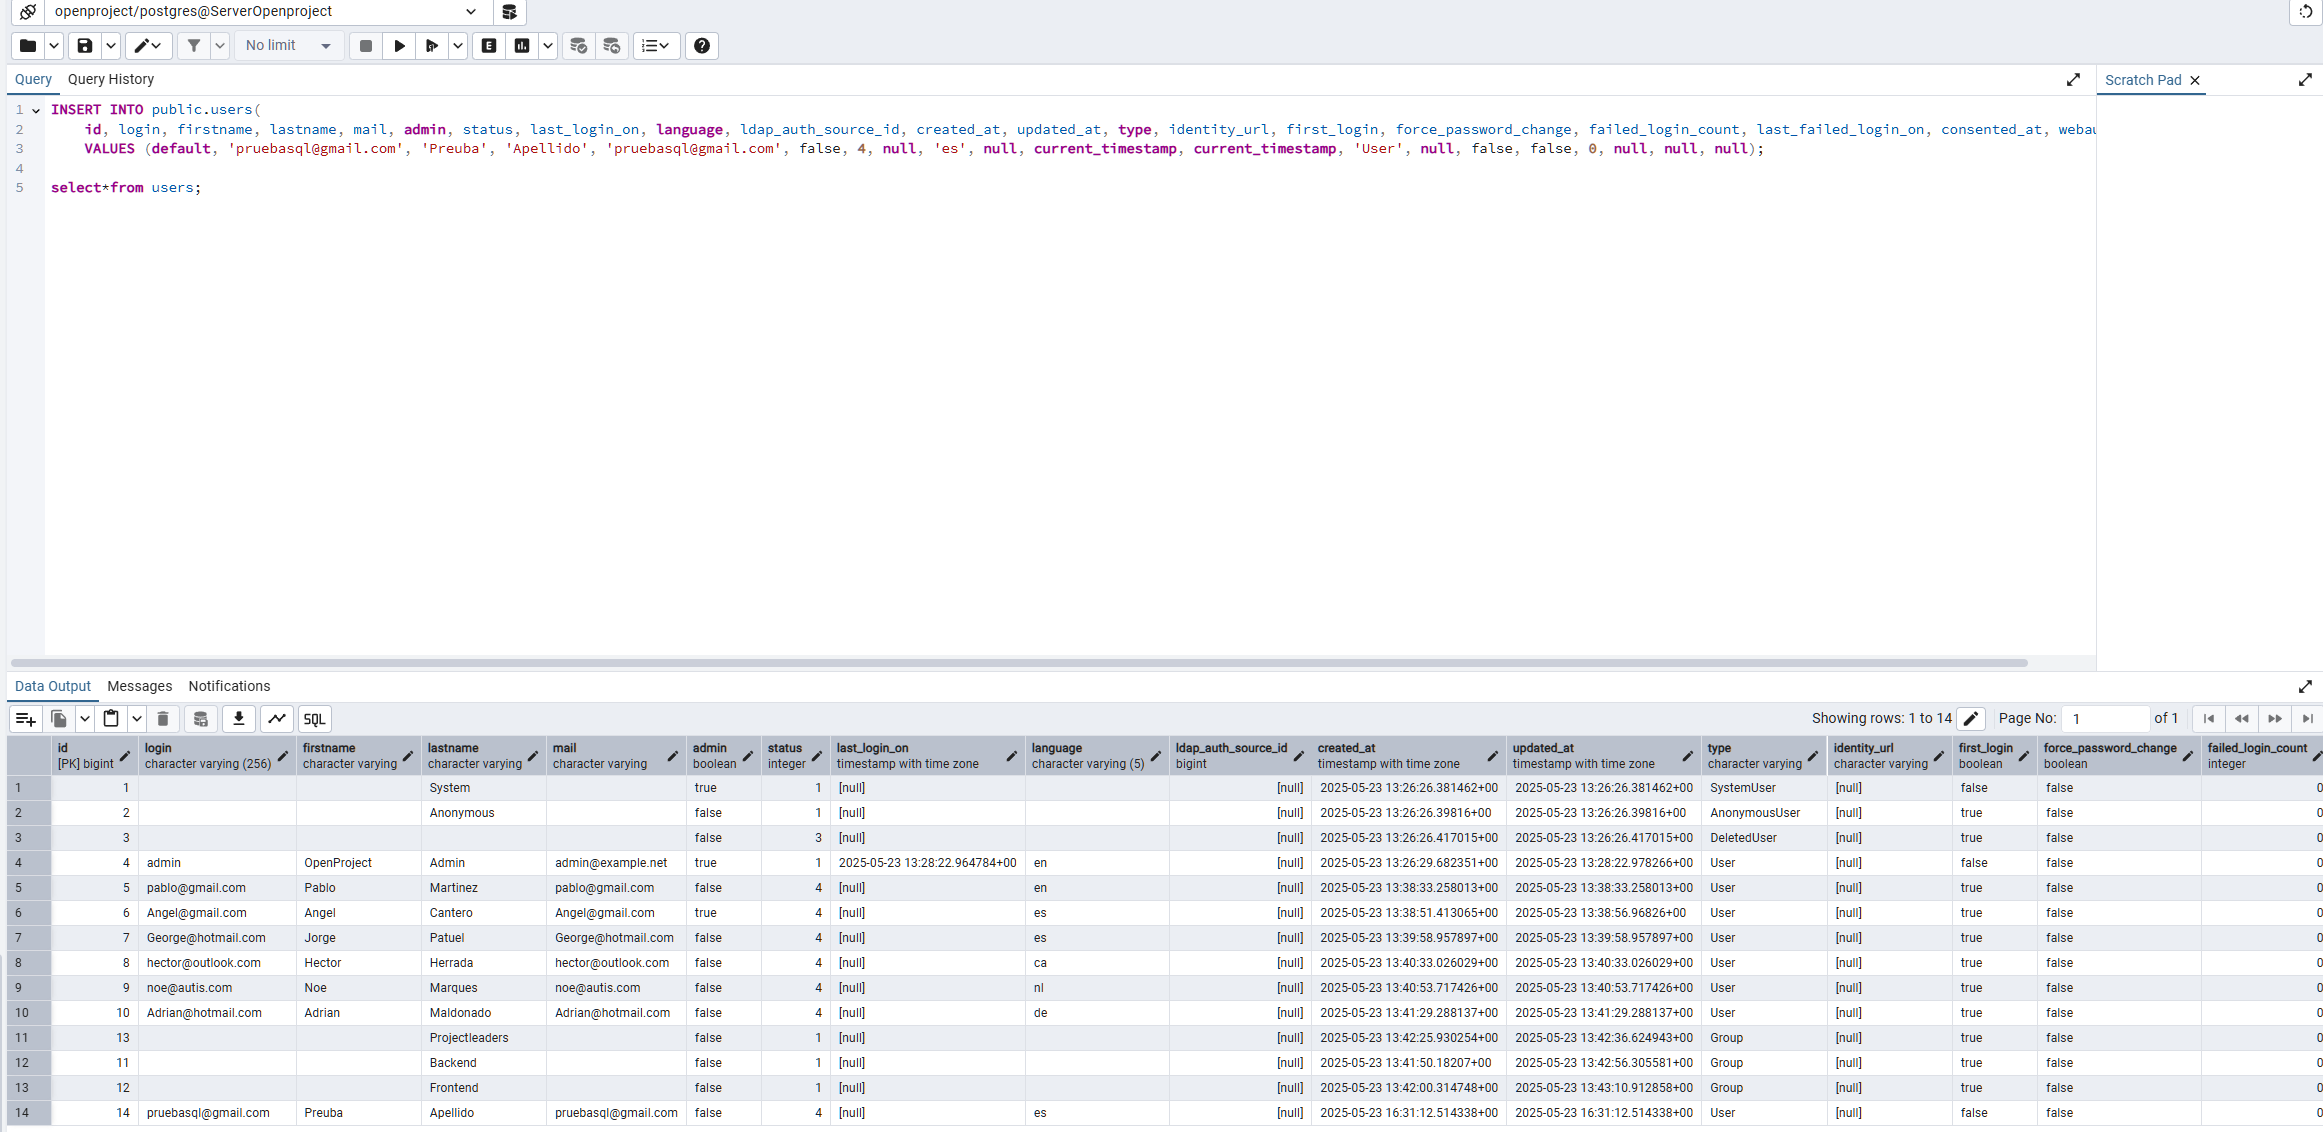 openproject/postgres@ServerOpenproject
No limit
E
Query Query History Scratch Pad
1 INSERT INTO public.users(
2 id, login, firstname, lastname, mail, admin, status, last_login_on, language, ldap_auth_source_id, created_at, updated_at, type, identity_url, first_login, force_password_change, failed_login_count, last_failed_login_on, consented_at, webau
3 VALUES (default, 'pruebasql@gmail.com', 'Preuba', 'Apellido', 'pruebasql@gmail.com', false, 4, null, 'es', null, current_timestamp, current_timestamp, 'User', null, false, false, 0, null, null, null);
4
5 select*from users;
Data Output Messages Notifications
SQL Showing rows: 1 to 14 Page No: 1 of 1
id login firstname lastname mail admin status last_login_on language ldap_auth_source_id created_at updated_at type identity_url first_login force_password_change failed_login_count
[PK] bigint character varying (256) character varying character varying character varying boolean integer timestamp with time zone character varying (5) bigint timestamp with time zone timestamp with time zone character varying character varying boolean boolean integer
1 1 System true 1 [null] [null] 2025-05-23 13:26:26.381462+00 2025-05-23 13:26:26.381462+00 SystemUser [null] false false 0
2 2 Anonymous false 1 [null] [null] 2025-05-23 13:26:26.39816+00 2025-05-23 13:26:26.39816+00 AnonymousUser [null] true false 0
3 3 false 3 [null] [null] 2025-05-23 13:26:26.417015+00 2025-05-23 13:26:26.417015+00 DeletedUser [null] true false 0
4 4 admin OpenProject Admin admin@example.net true 1 2025-05-23 13:28:22.964784+00 en [null] 2025-05-23 13:26:29.682351+00 2025-05-23 13:28:22.978266+00 User [null] false false 0
5 5 pablo@gmail.com Pablo Martinez pablo@gmail.com false 4 [null] en [null] 2025-05-23 13:38:33.258013+00 2025-05-23 13:38:33.258013+00 User [null] true false 0
6 6 Angel@gmail.com Angel Cantero Angel@gmail.com true 4 [null] es [null] 2025-05-23 13:38:51.413065+00 2025-05-23 13:38:56.96826+00 User [null] true false 0
7 7 George@hotmail.com Jorge Patuel George@hotmail.com false 4 [null] es [null] 2025-05-23 13:39:58.957897+00 2025-05-23 13:39:58.957897+00 User [null] true false 0
8 8 hector@outlook.com Hector Herrada hector@outlook.com false 4 [null] ca [null] 2025-05-23 13:40:33.026029+00 2025-05-23 13:40:33.026029+00 User [null] true false 0
9 9 noe@autis.com Noe Marques noe@autis.com false 4 [null] nl [null] 2025-05-23 13:40:53.717426+00 2025-05-23 13:40:53.717426+00 User [null] true false 0
10 10 Adrian@hotmail.com Adrian Maldonado Adrian@hotmail.com false 4 [null] de [null] 2025-05-23 13:41:29.288137+00 2025-05-23 13:41:29.288137+00 User [null] true false 0
11 13 Projectleaders false 1 [null] [null] 2025-05-23 13:42:25.930254+00 2025-05-23 13:42:36.624943+00 Group [null] true false 0
12 11 Backend false 1 [null] [null] 2025-05-23 13:41:50.18207+00 2025-05-23 13:42:56.305581+00 Group [null] true false 0
13 12 Frontend false 1 [null] [null] 2025-05-23 13:42:00.314748+00 2025-05-23 13:43:10.912858+00 Group [null] true false 0
14 14 pruebasql@gmail.com Preuba Apellido pruebasql@gmail.com false 4 [null] es [null] 2025-05-23 16:31:12.514338+00 2025-05-23 16:31:12.514338+00 User [null] false false 0